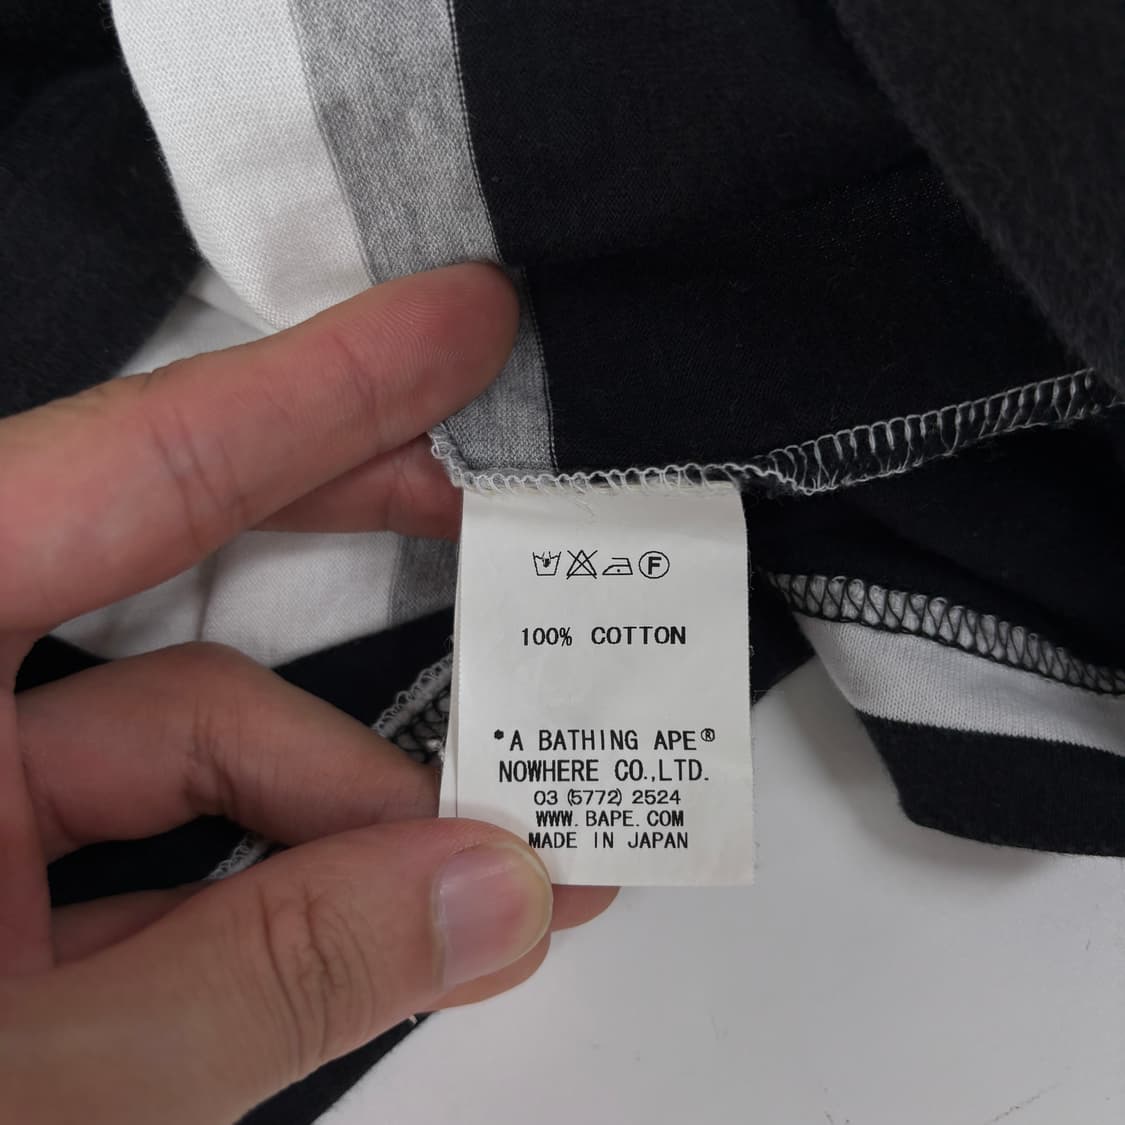 F
100% COTTON
*A BATHING APE®
NOWHERE CO.,LTD.
03 (5772) 2524
WWW.BAPE.COM
MADE IN JAPAN